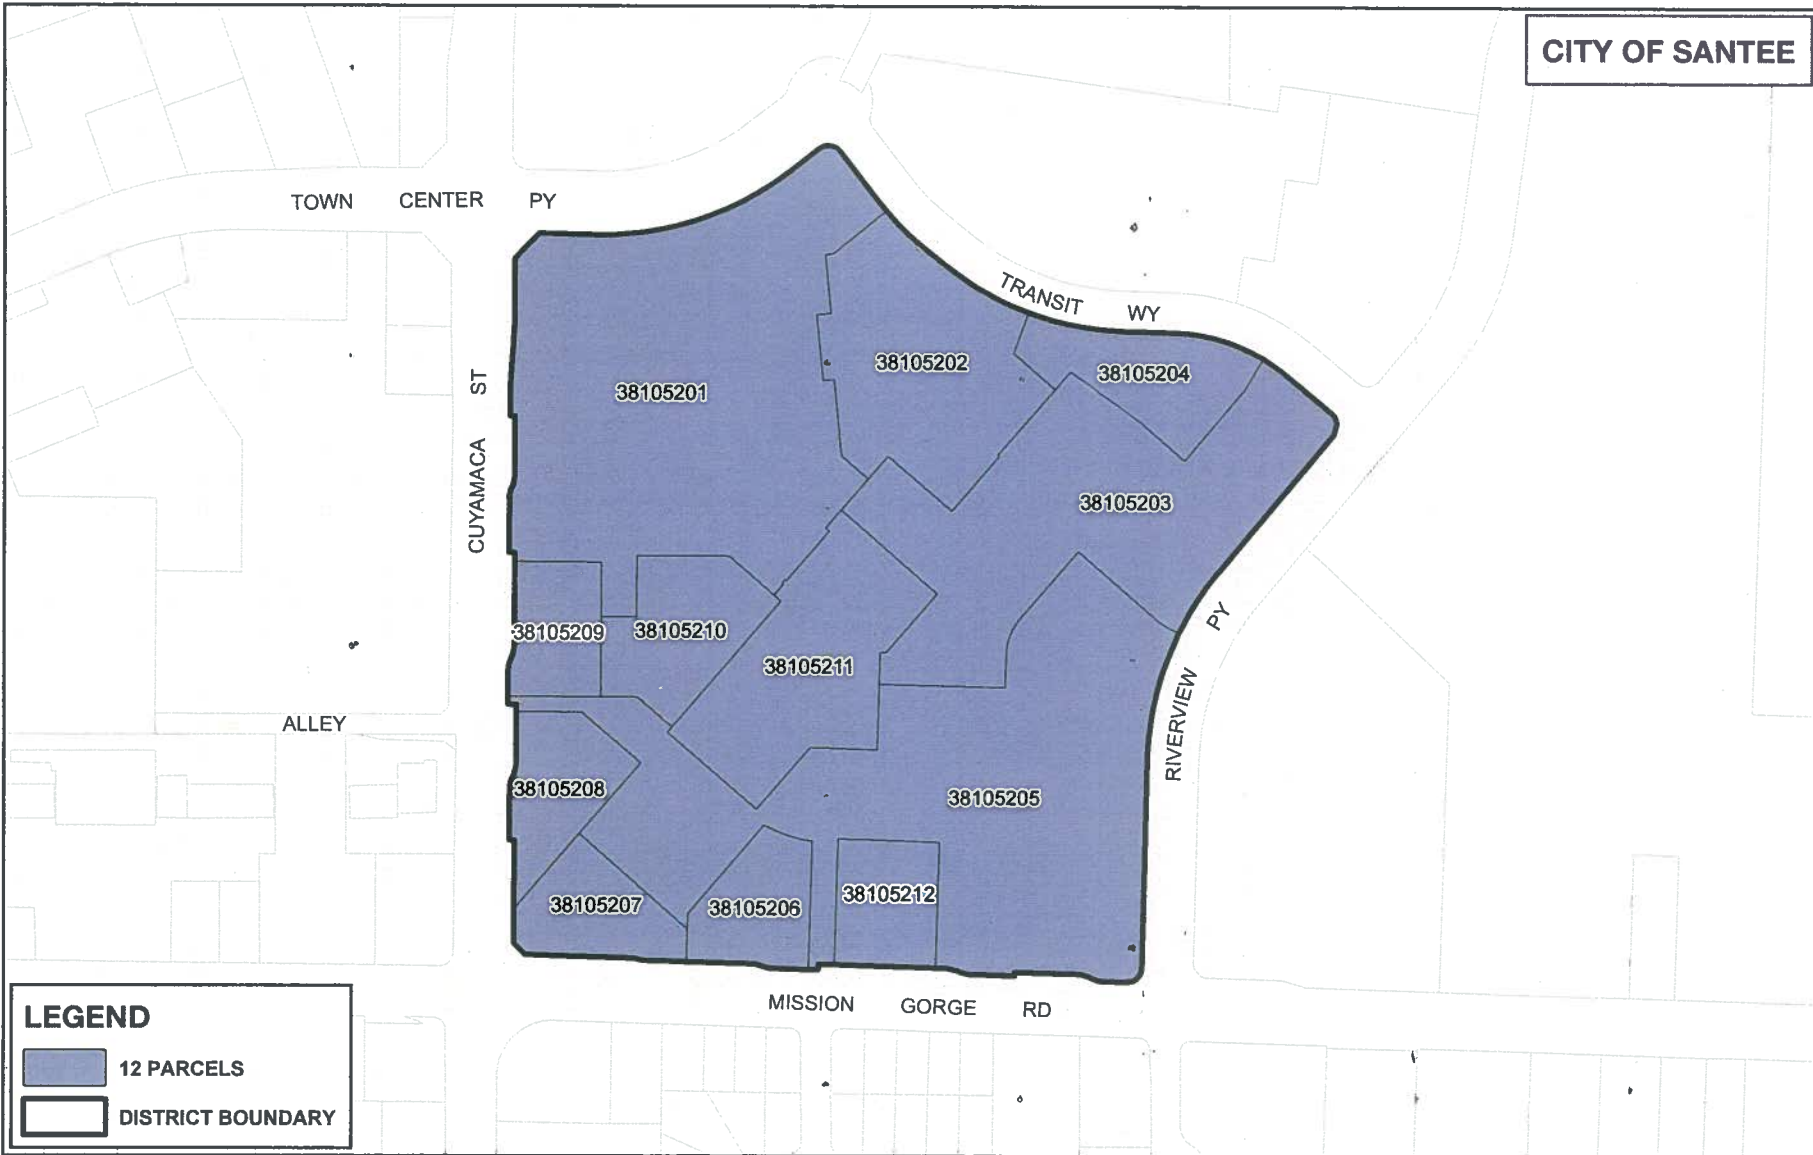 CITY OF SANTEE
TOWN CENTER PY
TRANSIT WY
38105202
38105204
38105201
CUYAMACA ST
38105203
38105209
38105210
38105211
RIVERVIEW PY
ALLEY
38105208
38105205
38105207
38105206
38105212
MISSION GORGE RD
LEGEND
12 PARCELS
DISTRICT BOUNDARY